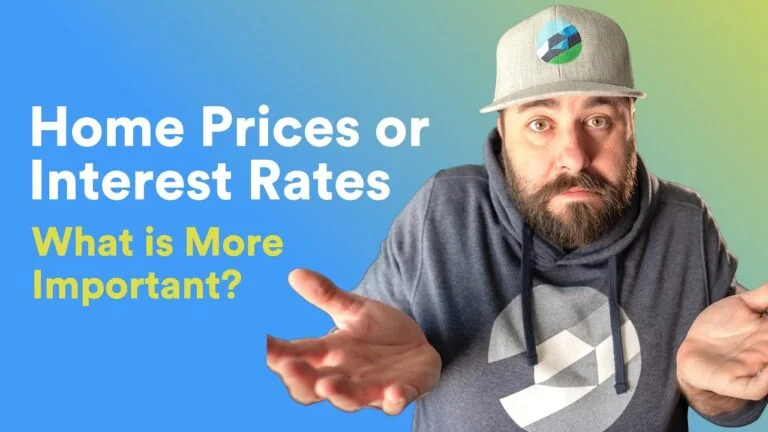 Home Prices or
Interest Rates
What is More
Important?